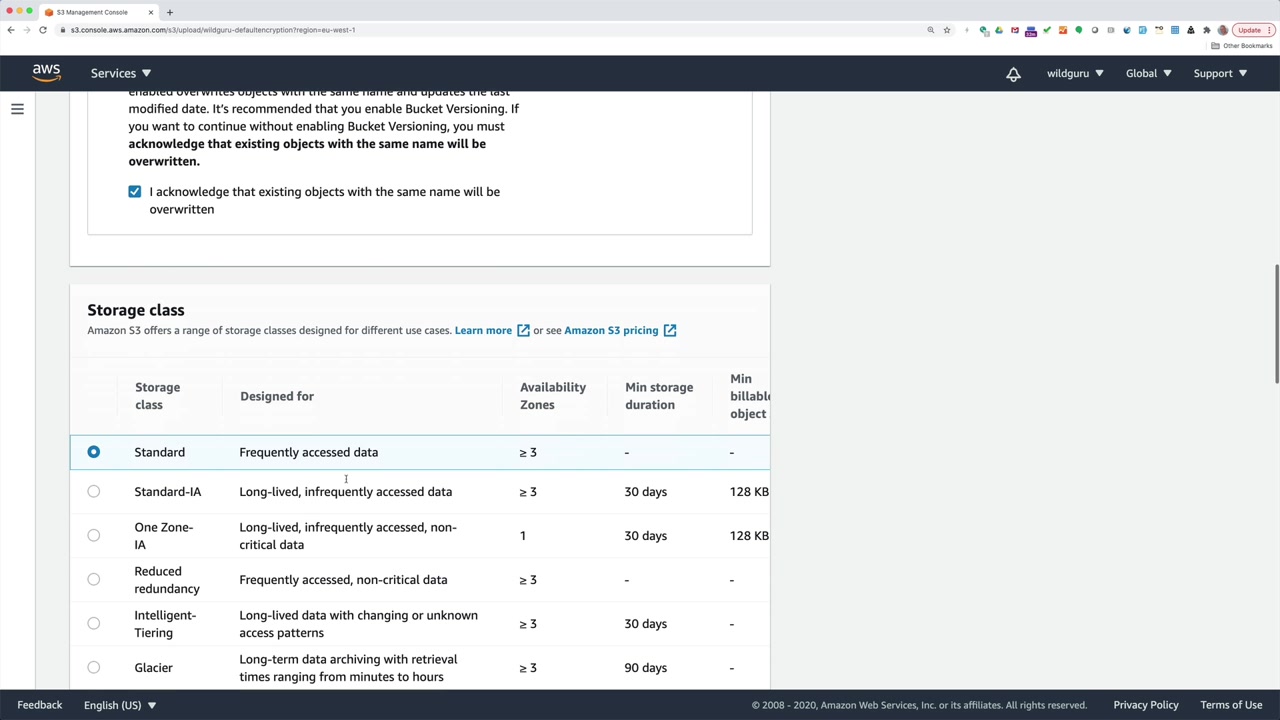 S3 Management Console
s3.console.aws.amazon.com/s3/upload/wildguru-defaultencryption?region=eu-west-1
Update
Other Bookmarks
aws
Services
wildguru
Global
Support
enabled overwrites objects with the same name and updates the last
modified date. It's recommended that you enable Bucket Versioning. If
you want to continue without enabling Bucket Versioning, you must
acknowledge that existing objects with the same name will be
overwritten.
I acknowledge that existing objects with the same name will be
overwritten
Storage class
Amazon S3 offers a range of storage classes designed for different use cases. Learn more or see Amazon S3 pricing
Storage
class
Designed for
Availability
Zones
Min storage
duration
Min
billable
object
Standard
Frequently accessed data
≥ 3
-
-
Standard-IA
Long-lived, infrequently accessed data
≥ 3
30 days
128 KB
One Zone-
IA
Long-lived, infrequently accessed, non-
critical data
1
30 days
128 KB
Reduced
redundancy
Frequently accessed, non-critical data
≥ 3
-
-
Intelligent-
Tiering
Long-lived data with changing or unknown
access patterns
≥ 3
30 days
-
Glacier
Long-term data archiving with retrieval
times ranging from minutes to hours
≥ 3
90 days
-
Feedback
English (US)
© 2008 - 2020, Amazon Web Services, Inc. or its affiliates. All rights reserved.
Privacy Policy
Terms of Use